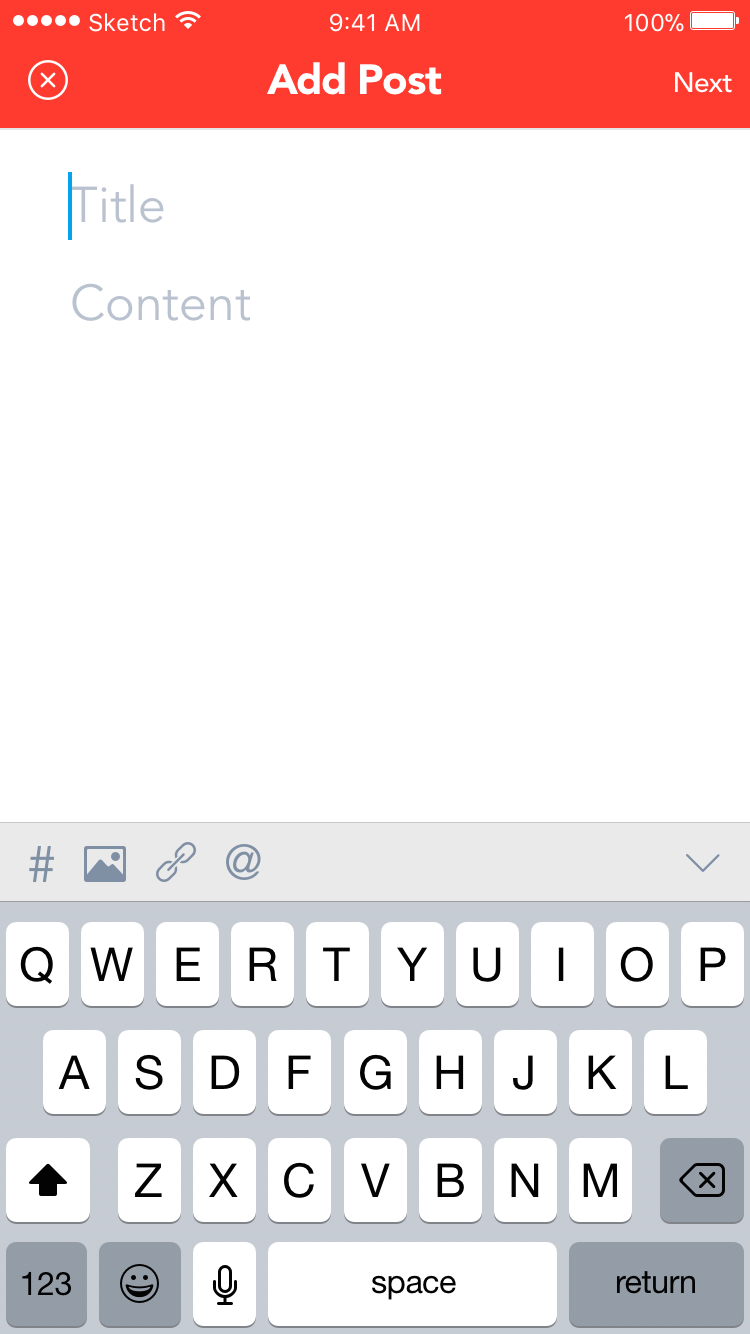 Sketch 9:41 AM 100%
Add Post Next
Title
Content
# @
Q W E R T Y U I O P
A S D F G H J K L
Z X C V B N M
123 space return